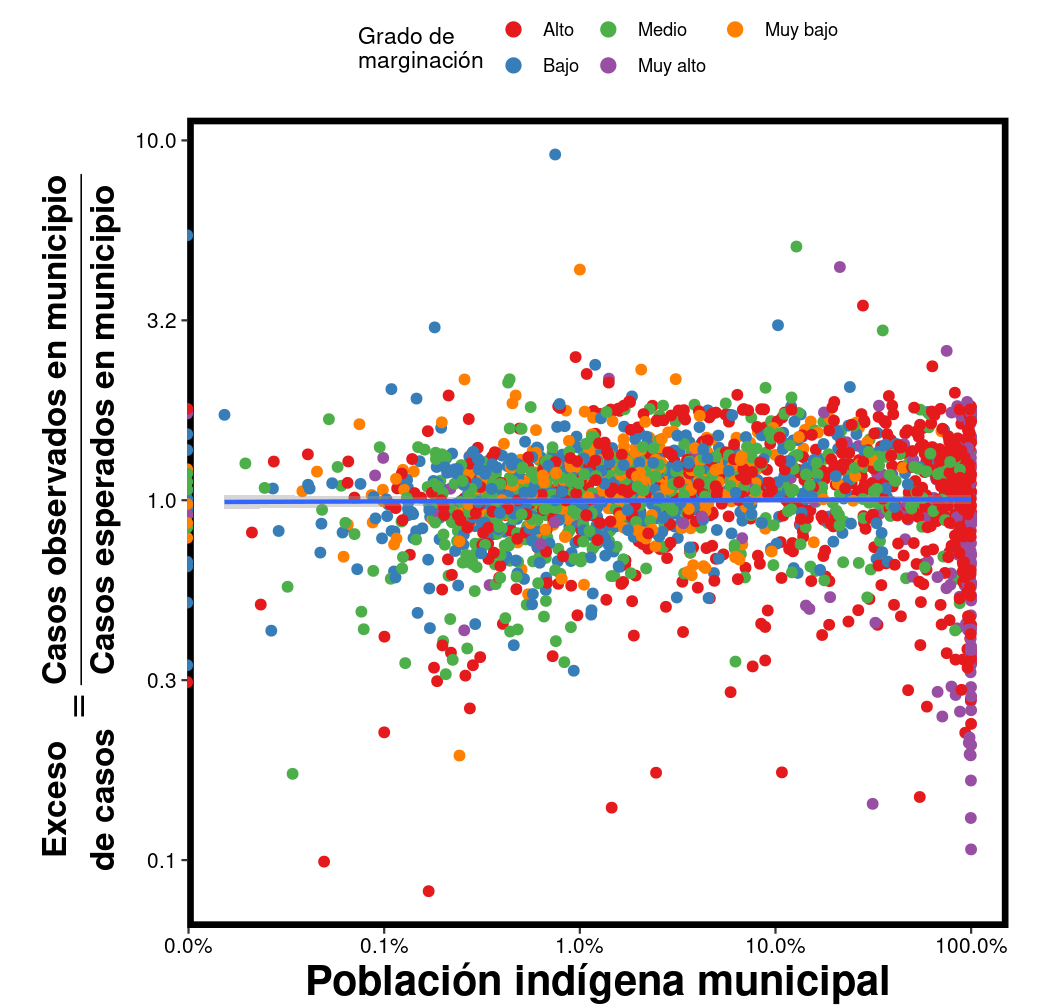 Grado de
marginación
Alto
Medio
Muy bajo
Bajo
Muy alto
10.0
3.2
1.0
0.3
0.1
Exceso
de casos
=
Casos observados en municipio
Casos esperados en municipio
0.0%
0.1%
1.0%
10.0%
100.0%
Población indígena municipal